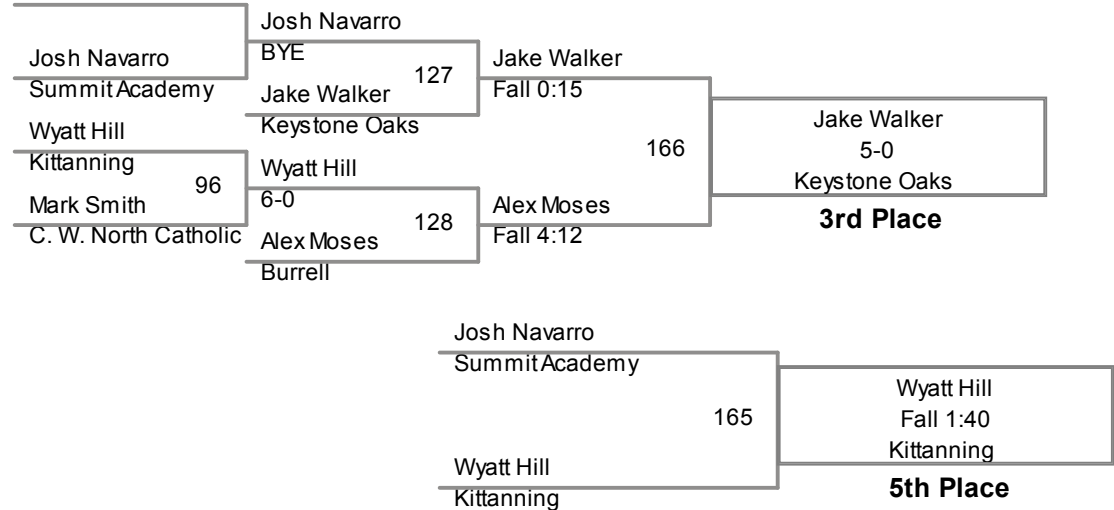 Josh Navarro
Summit Academy
Wyatt Hill
Kittanning
96
Mark Smith
C. W. North Catholic
Josh Navarro
BYE
127
Jake Walker
Keystone Oaks
Wyatt Hill
6-0
128
Alex Moses
Burrell
Jake Walker
Fall 0:15
166
Alex Moses
Fall 4:12
Jake Walker
5-0
Keystone Oaks
3rd Place
Josh Navarro
Summit Academy
165
Wyatt Hill
Kittanning
Wyatt Hill
Fall 1:40
Kittanning
5th Place